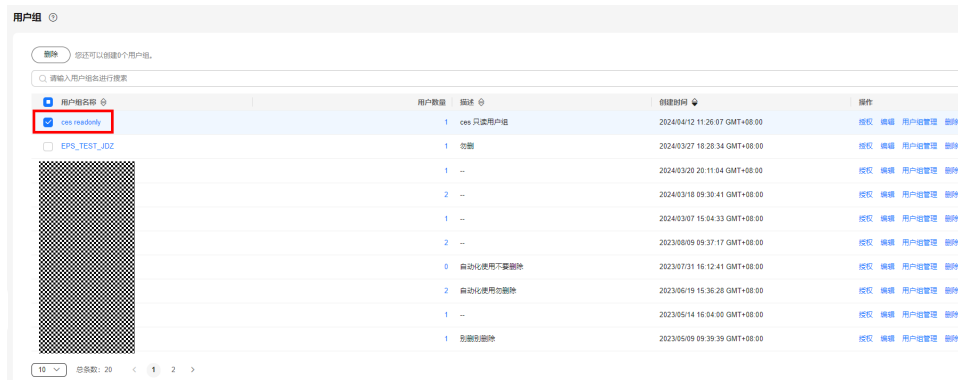 用户组
删除 您还可以创建0个用户组。
请输入用户组名进行搜索
用户组名称 用户数量 描述 创建时间 操作
ces readonly 1 ces 只读用户组 2024/04/12 11:26:07 GMT+08:00 授权 编辑 用户组管理 删除
EPS_TEST_JDZ 1 勿删 2024/03/27 18:28:34 GMT+08:00 授权 编辑 用户组管理 删除
1 -- 2024/03/20 20:11:04 GMT+08:00 授权 编辑 用户组管理 删除
2 -- 2024/03/18 09:30:41 GMT+08:00 授权 编辑 用户组管理 删除
1 -- 2024/03/07 15:04:33 GMT+08:00 授权 编辑 用户组管理 删除
2 -- 2023/08/09 09:37:17 GMT+08:00 授权 编辑 用户组管理 删除
0 自动化使用不要删除 2023/07/31 16:12:41 GMT+08:00 授权 编辑 用户组管理 删除
2 自动化使用勿删除 2023/06/19 15:36:28 GMT+08:00 授权 编辑 用户组管理 删除
1 -- 2023/05/14 16:04:00 GMT+08:00 授权 编辑 用户组管理 删除
1 别删别删除 2023/05/09 09:39:39 GMT+08:00 授权 编辑 用户组管理 删除
10 总条数: 20 < 1 2 >